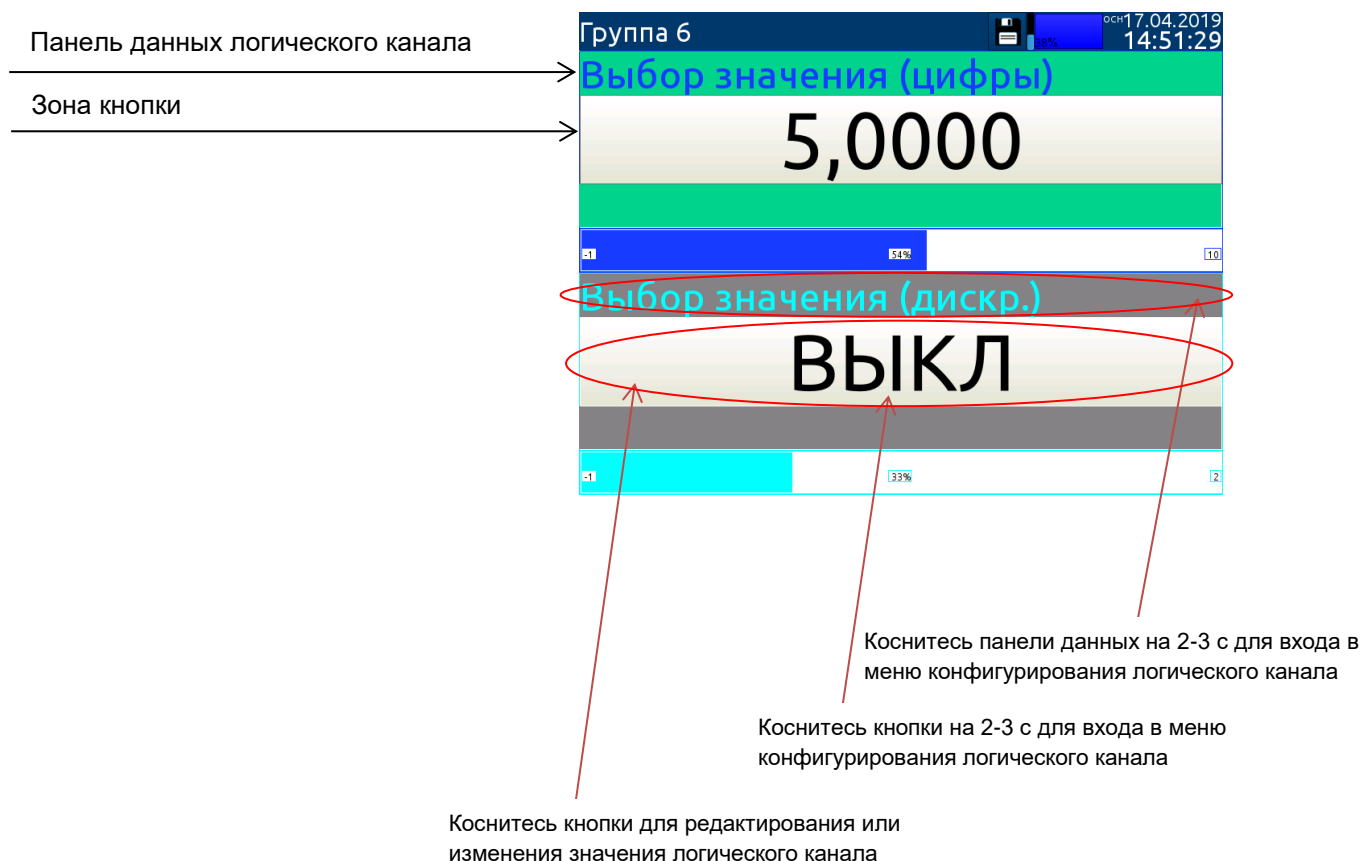 Панель данных логического канала
Зона кнопки
Группа 6
38%
осн
17.04.2019
14:51:29
Выбор значения (цифры)
5,0000
-1
54%
10
Выбор значения (дискр.)
ВЫКЛ
-1
33%
2
Коснитесь панели данных на 2-3 с для входа в
меню конфигурирования логического канала
Коснитесь кнопки на 2-3 с для входа в меню
конфигурирования логического канала
Коснитесь кнопки для редактирования или
изменения значения логического канала